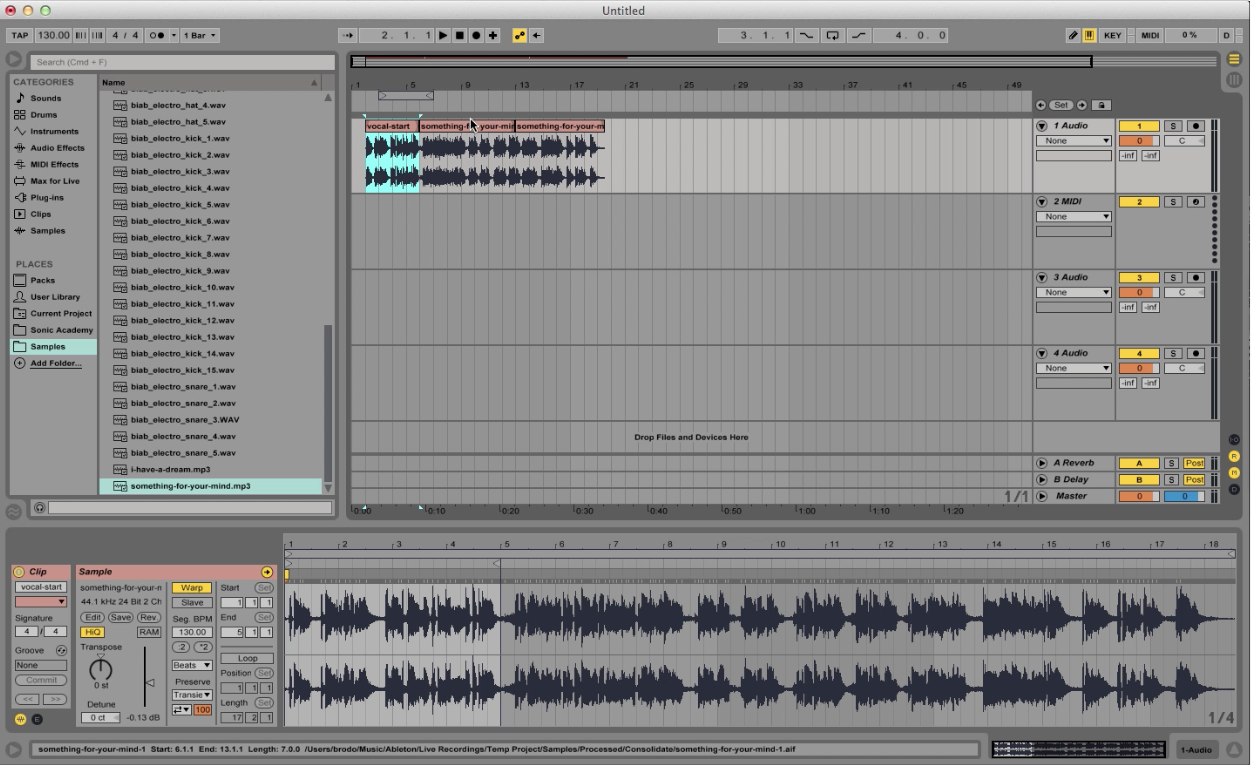 Untitled
TAP 130.00 4 / 4 1 Bar 2. 1. 1 3. 1. 1 4. 0. 0 KEY MIDI 0 % D
Search (Cmd + F)
CATEGORIES
Sounds
Drums
Instruments
Audio Effects
MIDI Effects
Max for Live
Plug-ins
Clips
Samples
PLACES
Packs
User Library
Current Project
Sonic Academy
Samples
Add Folder...
Name
biab_electro_hat_4.wav
biab_electro_hat_5.wav
biab_electro_kick_1.wav
biab_electro_kick_2.wav
biab_electro_kick_3.wav
biab_electro_kick_4.wav
biab_electro_kick_5.wav
biab_electro_kick_6.wav
biab_electro_kick_7.wav
biab_electro_kick_8.wav
biab_electro_kick_9.wav
biab_electro_kick_10.wav
biab_electro_kick_11.wav
biab_electro_kick_12.wav
biab_electro_kick_13.wav
biab_electro_kick_14.wav
biab_electro_kick_15.wav
biab_electro_snare_1.wav
biab_electro_snare_2.wav
biab_electro_snare_3.WAV
biab_electro_snare_4.wav
biab_electro_snare_5.wav
i-have-a-dream.mp3
something-for-your-mind.mp3
1 5 9 13 17 21 25 29 33 37 41 45 49
Set
vocal-start something-f your-mir something-for-your-m
1 Audio 1 S
None 0 C
-inf -inf
2 MIDI 2 S
None
3 Audio 3 S
None 0 C
-inf -inf
4 Audio 4 S
None 0 C
-inf -inf
Drop Files and Devices Here
A Reverb A S Post
B Delay B S Post
1/1 Master 0 0
0:00 0:10 0:20 0:30 0:40 0:50 1:00 1:10 1:20
R
D
1 2 3 4 5 6 7 8 9 10 11 12 13 14 15 16 17 18
Clip
vocal-start
Signature
4 / 4
Groove
None
Commit
<< >>
E
Sample
something-for-your-n
44.1 kHz 24 Bit 2 Ch
Edit Save Rev.
HiQ RAM
Transpose
0 st
Detune
0 ct -0.13 dB
Warp
Slave
Seg. BPM
130.00
:2 *2
Beats
Preserve
Transie
100
Start Set
1 1 1
End Set
5 1 1
Loop
Position Set
1 1 1
Length Set
17 2 1
1/4
something-for-your-mind-1 Start: 6.1.1 End: 13.1.1 Length: 7.0.0 /Users/brodo/Music/Ableton/Live Recordings/Temp Project/Samples/Processed/Consolidate/something-for-your-mind-1.aif
1-Audio